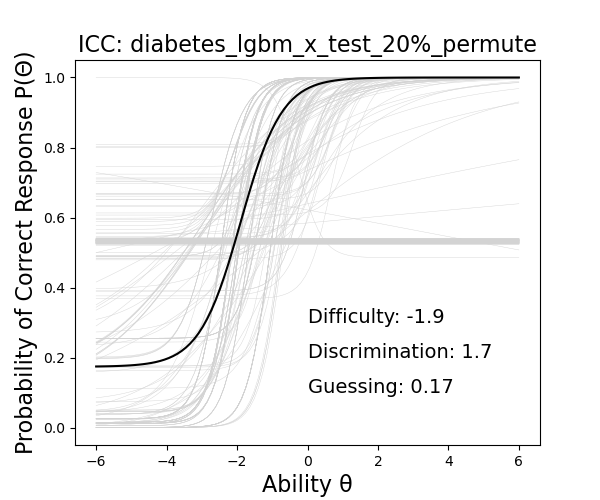 ICC: diabetes_lgbm_x_test_20%_permute
Probability of Correct Response P(Θ)
1.0
0.8
0.6
0.4
0.2
0.0
Difficulty: -1.9
Discrimination: 1.7
Guessing: 0.17
−6 −4 −2 0 2 4 6
Ability θ